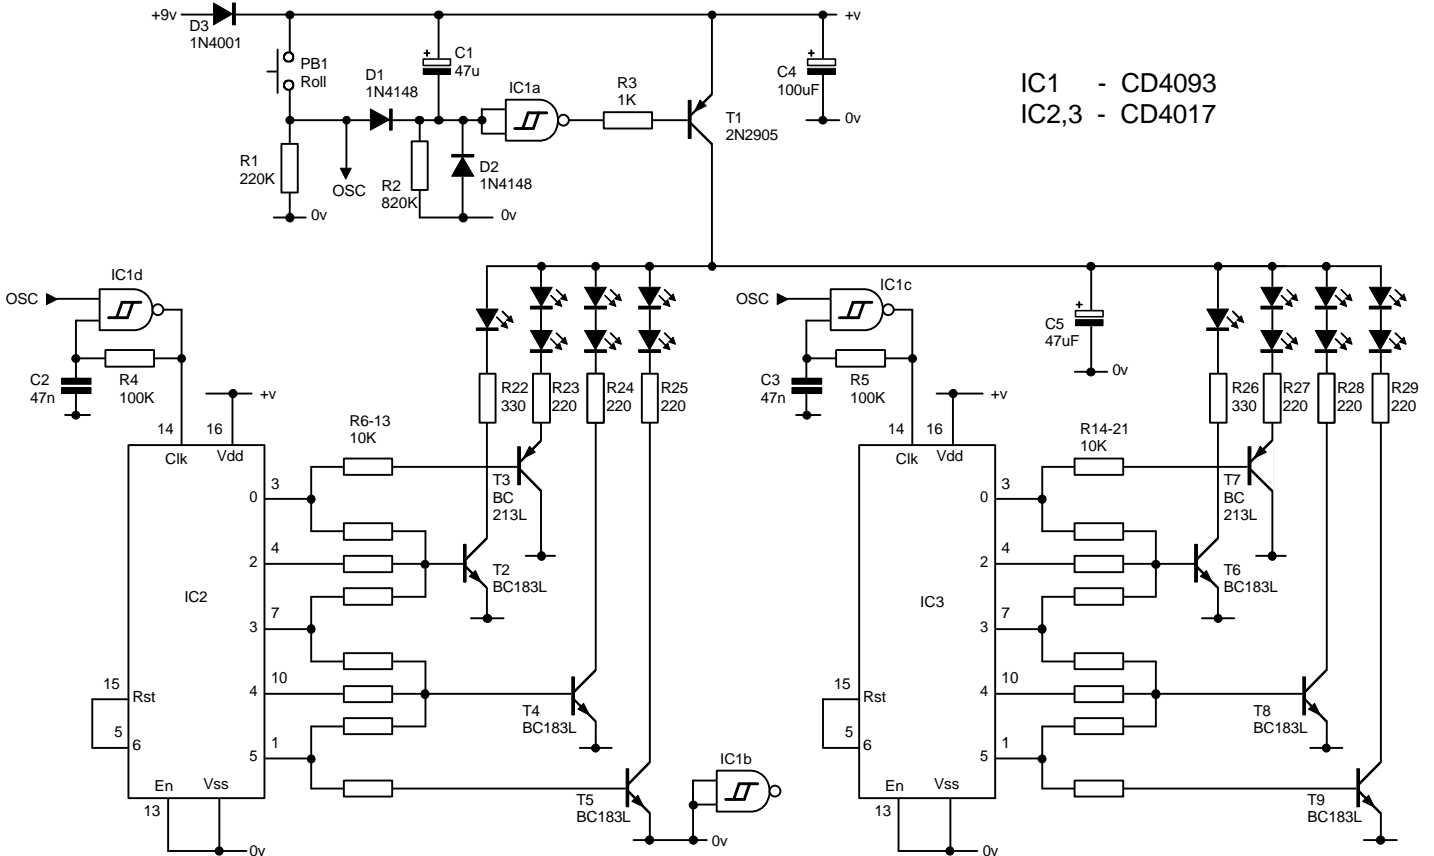 +9v
D3
1N4001
PB1
Roll
+
C1
47u
D1
1N4148
IC1a
R3
1K
T1
2N2905
+v
+
C4
100uF
0v
IC1 - CD4093
IC2,3 - CD4017
R1
220K
OSC
R2
820K
D2
1N4148
0v
0v
IC1d
OSC
C2
47n
R4
100K
+v
14
16
Clk
Vdd
R6-13
10K
R22
330
R23
220
R24
220
R25
220
3
0
4
2
7
3
10
4
1
5
IC2
15
Rst
5
6
En
Vss
13
0v
T3
BC
213L
T2
BC183L
T4
BC183L
T5
BC183L
IC1b
0v
IC1c
OSC
C3
47n
R5
100K
+v
14
16
Clk
Vdd
+
C5
47uF
0v
R14-21
10K
R26
330
R27
220
R28
220
R29
220
3
0
4
2
7
3
10
4
1
5
IC3
15
Rst
5
6
En
Vss
13
0v
T7
BC
213L
T6
BC183L
T8
BC183L
T9
BC183L